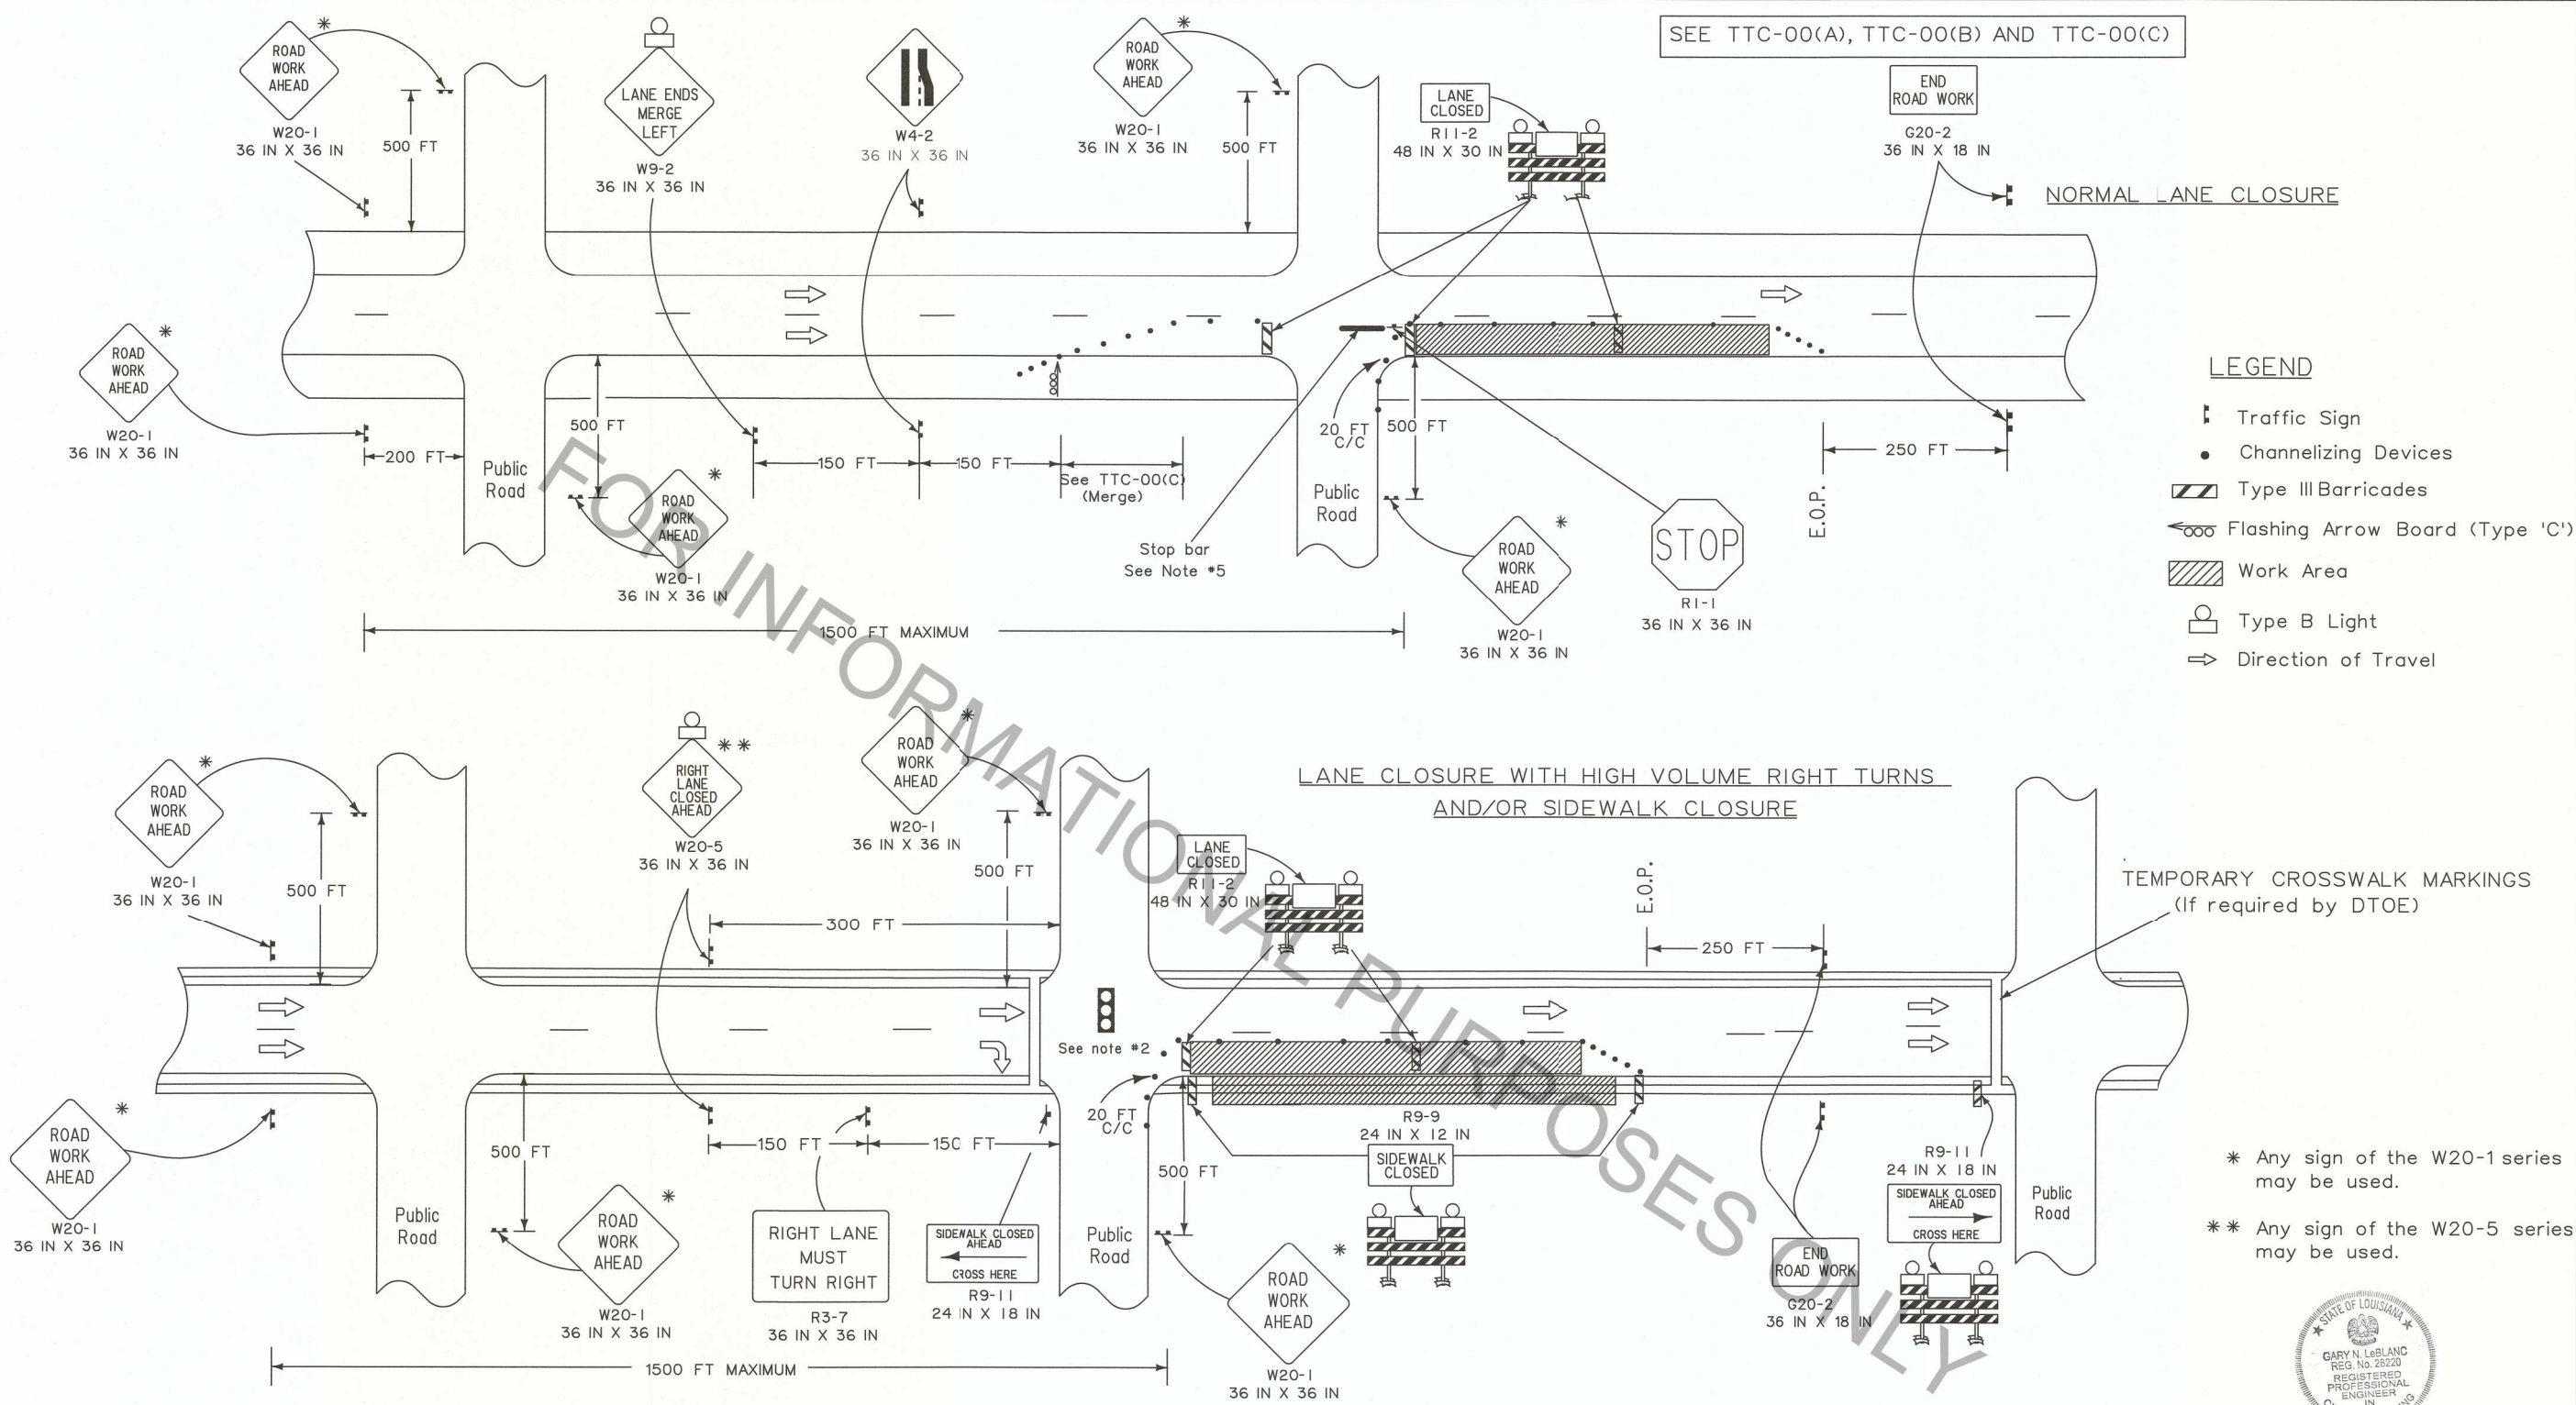 SEE TTC-00(A), TTC-00(B) AND TTC-00(C)
ROAD
WORK
AHEAD
*
W20-1
36 IN X 36 IN
500 FT
LANE ENDS
MERGE
LEFT
W9-2
36 IN X 36 IN
W4-2
36 IN X 36 IN
ROAD
WORK
AHEAD
*
W20-1
36 IN X 36 IN
500 FT
LANE
CLOSED
R11-2
48 IN X 30 IN
END
ROAD WORK
G20-2
36 IN X 18 IN
NORMAL LANE CLOSURE
ROAD
WORK
AHEAD
*
W20-1
36 IN X 36 IN
200 FT
Public
Road
500 FT
ROAD
WORK
AHEAD
*
W20-1
36 IN X 36 IN
150 FT
150 FT
See TTC-00(C)
(Merge)
Stop bar
See Note #5
20 FT
C/C
500 FT
Public
Road
ROAD
WORK
AHEAD
*
W20-1
36 IN X 36 IN
STOP
R1-1
36 IN X 36 IN
E.O.P.
250 FT
1500 FT MAXIMUM
LEGEND
Traffic Sign
Channelizing Devices
Type III Barricades
Flashing Arrow Board (Type 'C')
Work Area
Type B Light
Direction of Travel
LANE CLOSURE WITH HIGH VOLUME RIGHT TURNS
AND/OR SIDEWALK CLOSURE
ROAD
WORK
AHEAD
*
W20-1
36 IN X 36 IN
500 FT
RIGHT
LANE
CLOSED
AHEAD
**
W20-5
36 IN X 36 IN
300 FT
ROAD
WORK
AHEAD
*
W20-1
36 IN X 36 IN
500 FT
LANE
CLOSED
R11-2
48 IN X 30 IN
E.O.P.
250 FT
TEMPORARY CROSSWALK MARKINGS
(If required by DTOE)
See note #2
ROAD
WORK
AHEAD
*
W20-1
36 IN X 36 IN
Public
Road
500 FT
ROAD
WORK
AHEAD
*
W20-1
36 IN X 36 IN
150 FT
150 FT
RIGHT LANE
MUST
TURN RIGHT
R3-7
36 IN X 36 IN
SIDEWALK CLOSED
AHEAD
CROSS HERE
R9-11
24 IN X 18 IN
20 FT
C/C
500 FT
Public
Road
ROAD
WORK
AHEAD
*
W20-1
36 IN X 36 IN
R9-9
24 IN X 12 IN
SIDEWALK
CLOSED
END
ROAD WORK
G20-2
36 IN X 18 IN
R9-11
24 IN X 18 IN
SIDEWALK CLOSED
AHEAD
CROSS HERE
Public
Road
1500 FT MAXIMUM
* Any sign of the W20-1 series
may be used.
** Any sign of the W20-5 series
may be used.
STATE OF LOUISIANA
GARY N. LeBLANC
REG. No. 28220
REGISTERED
PROFESSIONAL
ENGINEER
IN
FOR INFORMATIONAL PURPOSES ONLY